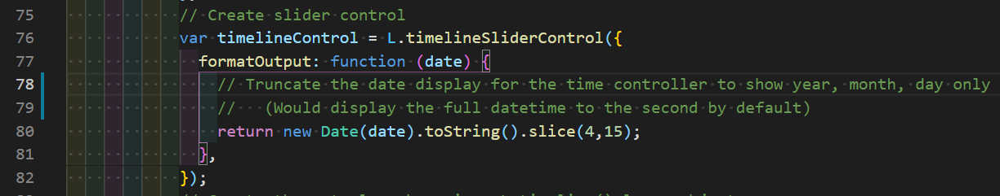 75 // Create slider control
76 var timelineControl = L.timelineSliderControl({
77 formatOutput: function (date) {
78 // Truncate the date display for the time controller to show year, month, day only
79 //   (Would display the full datetime to the second by default)
80 return new Date(date).toString().slice(4,15);
81 },
82 });